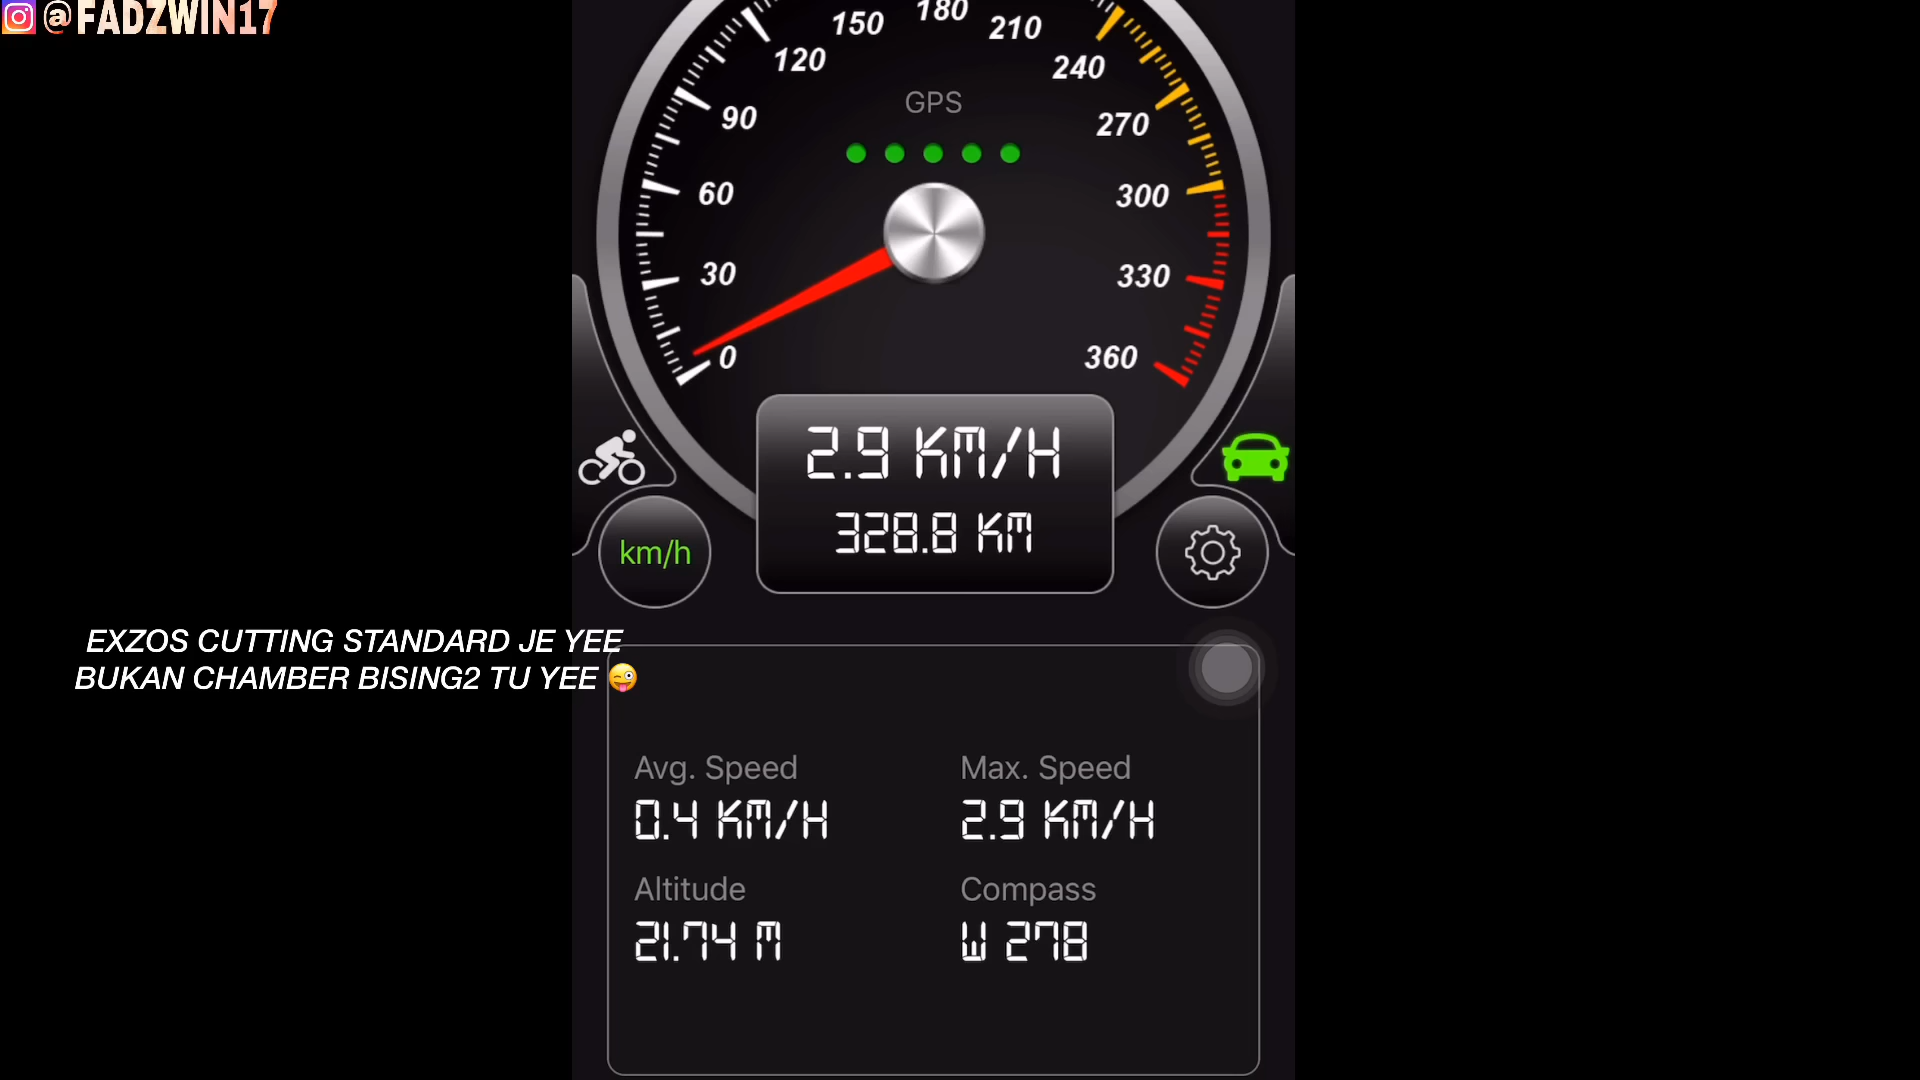 @FADZWIN17
180
150
210
120
240
GPS
90
270
60
300
30
330
0
360
2.9 KM/H
328.8 KM
km/h
EXZOS CUTTING STANDARD JE YEE
BUKAN CHAMBER BISING2 TU YEE 😜
Avg. Speed
Max. Speed
0.4 KM/H
2.9 KM/H
Altitude
Compass
21.74 M
W 278